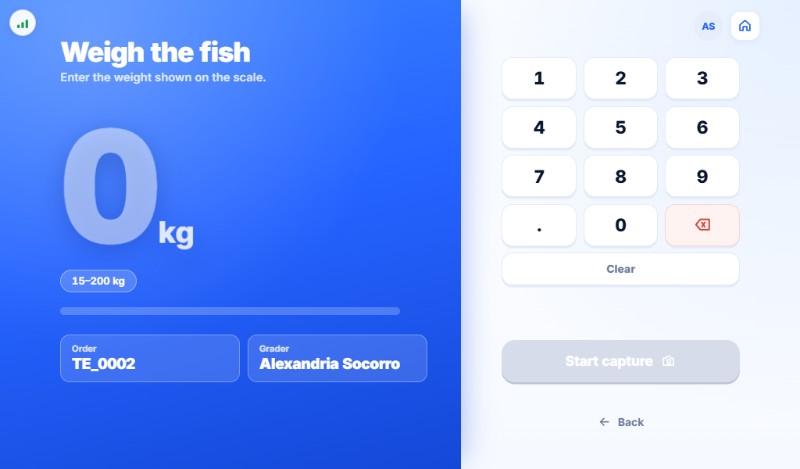 Weigh the fish
Enter the weight shown on the scale.
0 kg
15–200 kg
Order
TE_0002
Grader
Alexandria Socorro
AS
1 2 3
4 5 6
7 8 9
. 0
Clear
Start capture
← Back